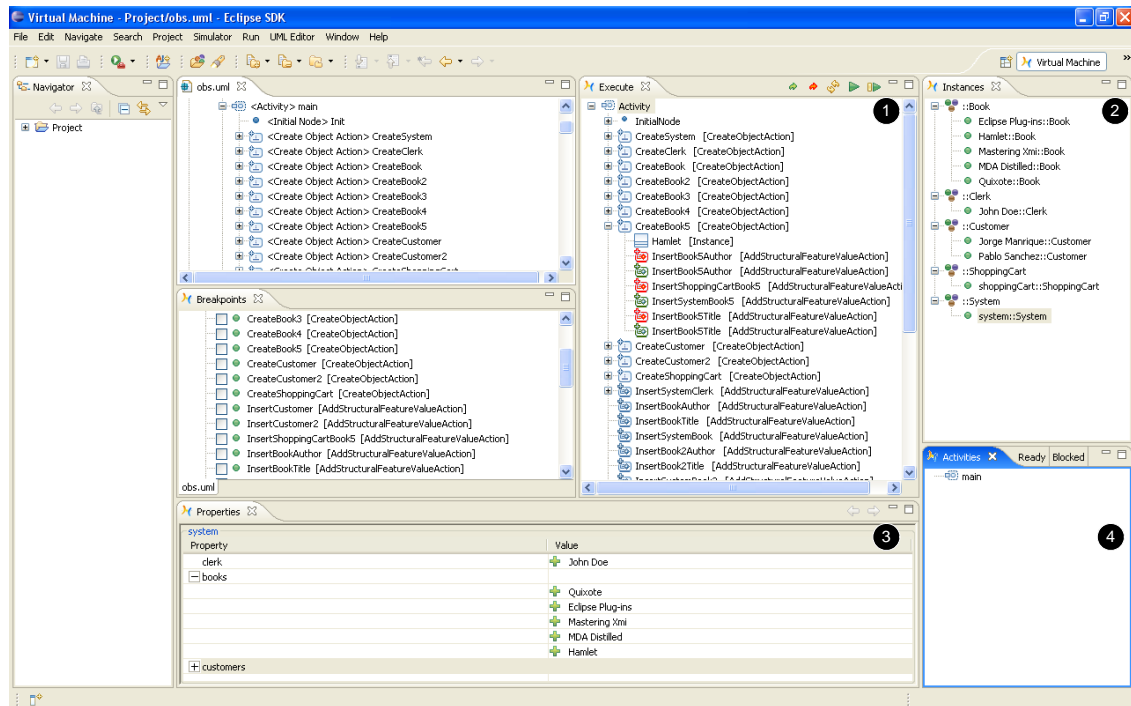 Virtual Machine - Project/obs.uml - Eclipse SDK
File Edit Navigate Search Project Simulator Run UML Editor Window Help
Virtual Machine
Navigator
Project
obs.uml
<Activity> main
<Initial Node> Init
<Create Object Action> CreateSystem
<Create Object Action> CreateClerk
<Create Object Action> CreateBook
<Create Object Action> CreateBook2
<Create Object Action> CreateBook3
<Create Object Action> CreateBook4
<Create Object Action> CreateBook5
<Create Object Action> CreateCustomer
<Create Object Action> CreateCustomer2
<Create Object Action> CreateShoppingCart
Breakpoints
CreateBook3 [CreateObjectAction]
CreateBook4 [CreateObjectAction]
CreateBook5 [CreateObjectAction]
CreateCustomer [CreateObjectAction]
CreateCustomer2 [CreateObjectAction]
CreateShoppingCart [CreateObjectAction]
InsertCustomer [AddStructuralFeatureValueAction]
InsertCustomer2 [AddStructuralFeatureValueAction]
InsertShoppingCartBook5 [AddStructuralFeatureValueAction]
InsertBookAuthor [AddStructuralFeatureValueAction]
InsertBookTitle [AddStructuralFeatureValueAction]
obs.uml
Execute
1
Activity
InitialNode
CreateSystem [CreateObjectAction]
CreateClerk [CreateObjectAction]
CreateBook [CreateObjectAction]
CreateBook2 [CreateObjectAction]
CreateBook3 [CreateObjectAction]
CreateBook4 [CreateObjectAction]
CreateBook5 [CreateObjectAction]
Hamlet [Instance]
InsertBook5Author [AddStructuralFeatureValueAction]
InsertBook5Author [AddStructuralFeatureValueAction]
InsertShoppingCartBook5 [AddStructuralFeatureValueActi
InsertSystemBook5 [AddStructuralFeatureValueAction]
InsertBook5Title [AddStructuralFeatureValueAction]
InsertBook5Title [AddStructuralFeatureValueAction]
CreateCustomer [CreateObjectAction]
CreateCustomer2 [CreateObjectAction]
CreateShoppingCart [CreateObjectAction]
InsertSystemClerk [AddStructuralFeatureValueAction]
InsertBookAuthor [AddStructuralFeatureValueAction]
InsertBookTitle [AddStructuralFeatureValueAction]
InsertSystemBook [AddStructuralFeatureValueAction]
InsertBook2Author [AddStructuralFeatureValueAction]
InsertBook2Title [AddStructuralFeatureValueAction]
InsertSystemBook2 [AddStructuralFeatureValueAction]
Instances
2
::Book
Eclipse Plug-ins::Book
Hamlet::Book
Mastering Xmi::Book
MDA Distilled::Book
Quixote::Book
::Clerk
John Doe::Clerk
::Customer
Jorge Manrique::Customer
Pablo Sanchez::Customer
::ShoppingCart
shoppingCart::ShoppingCart
::System
system::System
Activities Ready Blocked
main
4
Properties
3
system
Property Value
clerk John Doe
books
Quixote
Eclipse Plug-ins
Mastering Xmi
MDA Distilled
Hamlet
customers